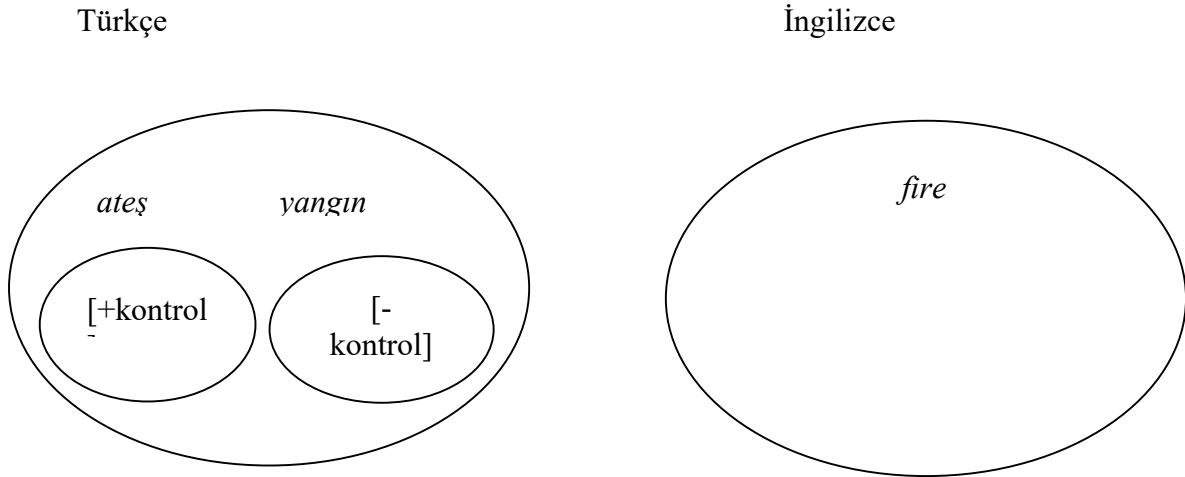 Türkçe
İngilizce
ateş
yangın
fire
[+kontrol
]
[-
kontrol]